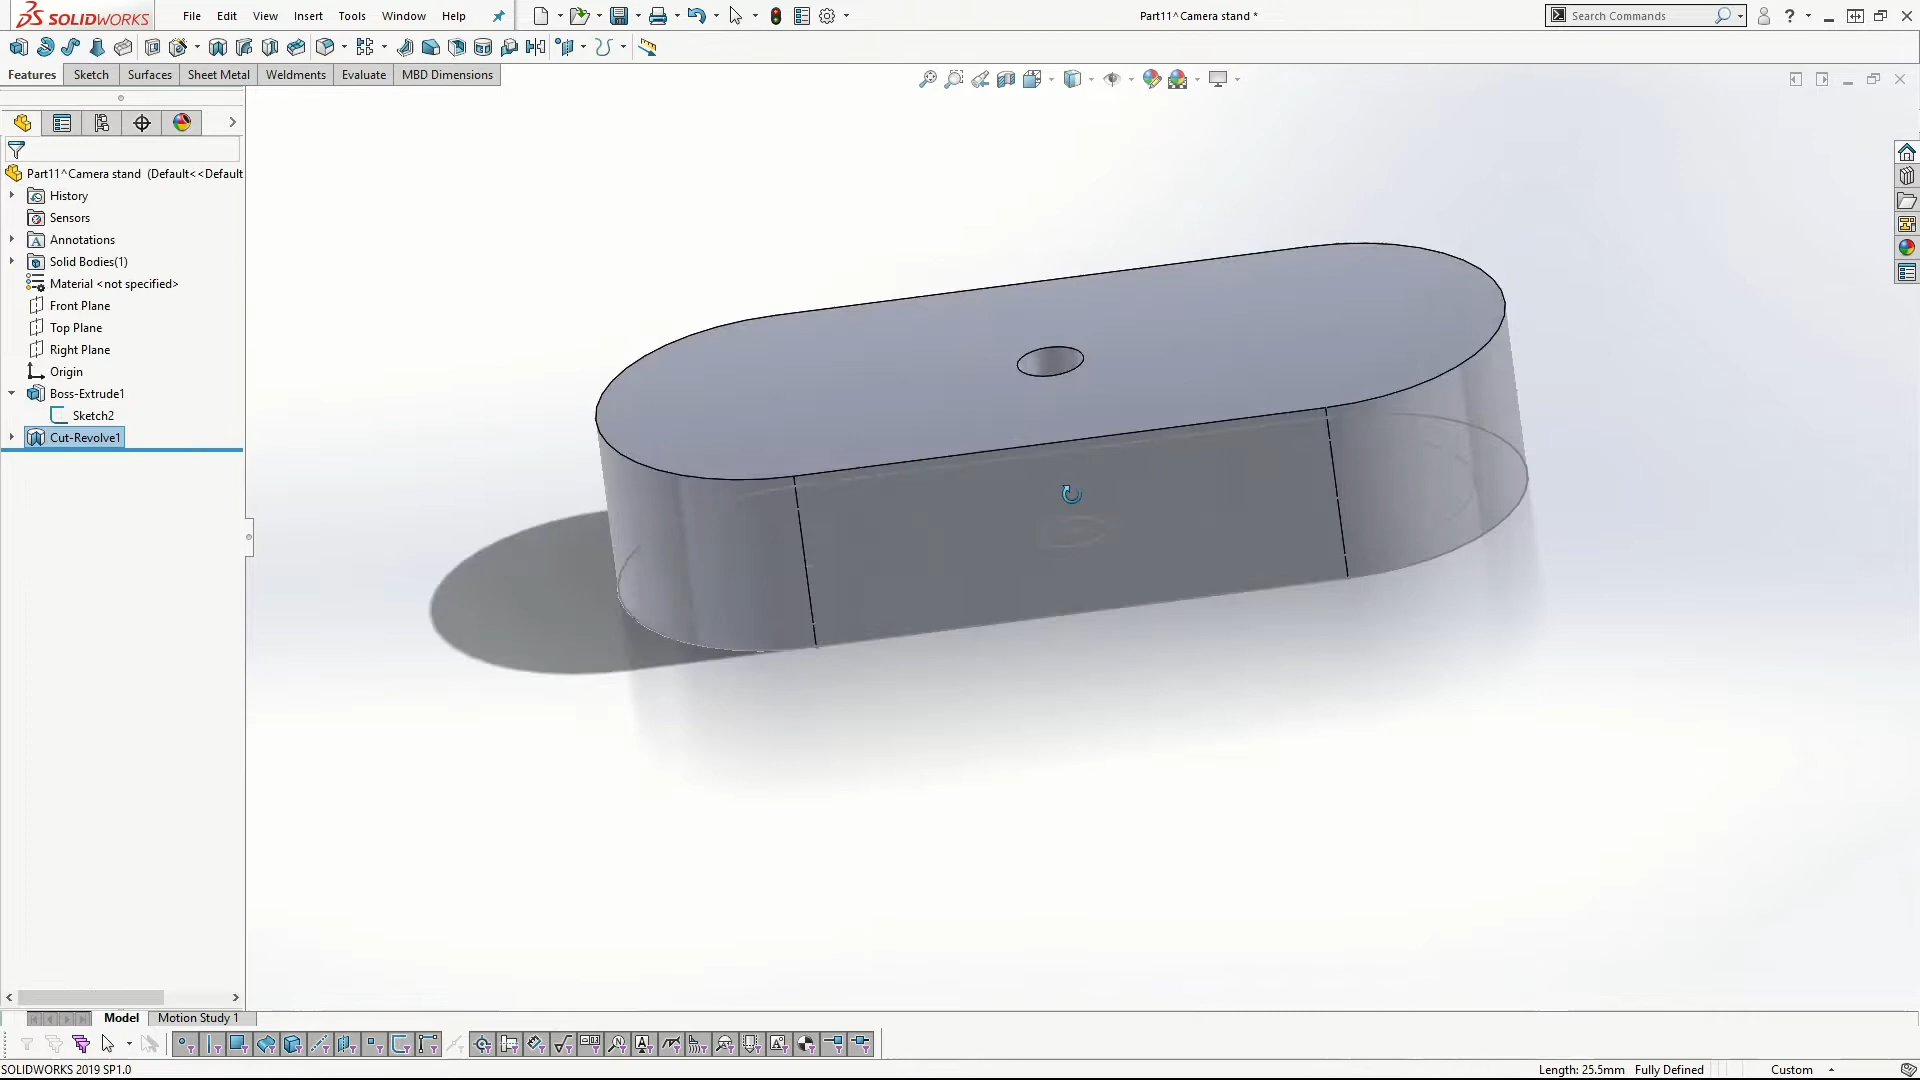 SOLIDWORKS File Edit View Insert Tools Window Help Part11^Camera stand * Search Commands ?
Features Sketch Surfaces Sheet Metal Weldments Evaluate MBD Dimensions
Part11^Camera stand (Default<<Default
History
Sensors
Annotations
Solid Bodies(1)
Material <not specified>
Front Plane
Top Plane
Right Plane
Origin
Boss-Extrude1
Sketch2
Cut-Revolve1
Model Motion Study 1
SOLIDWORKS 2019 SP1.0 Length: 25.5mm Fully Defined Custom